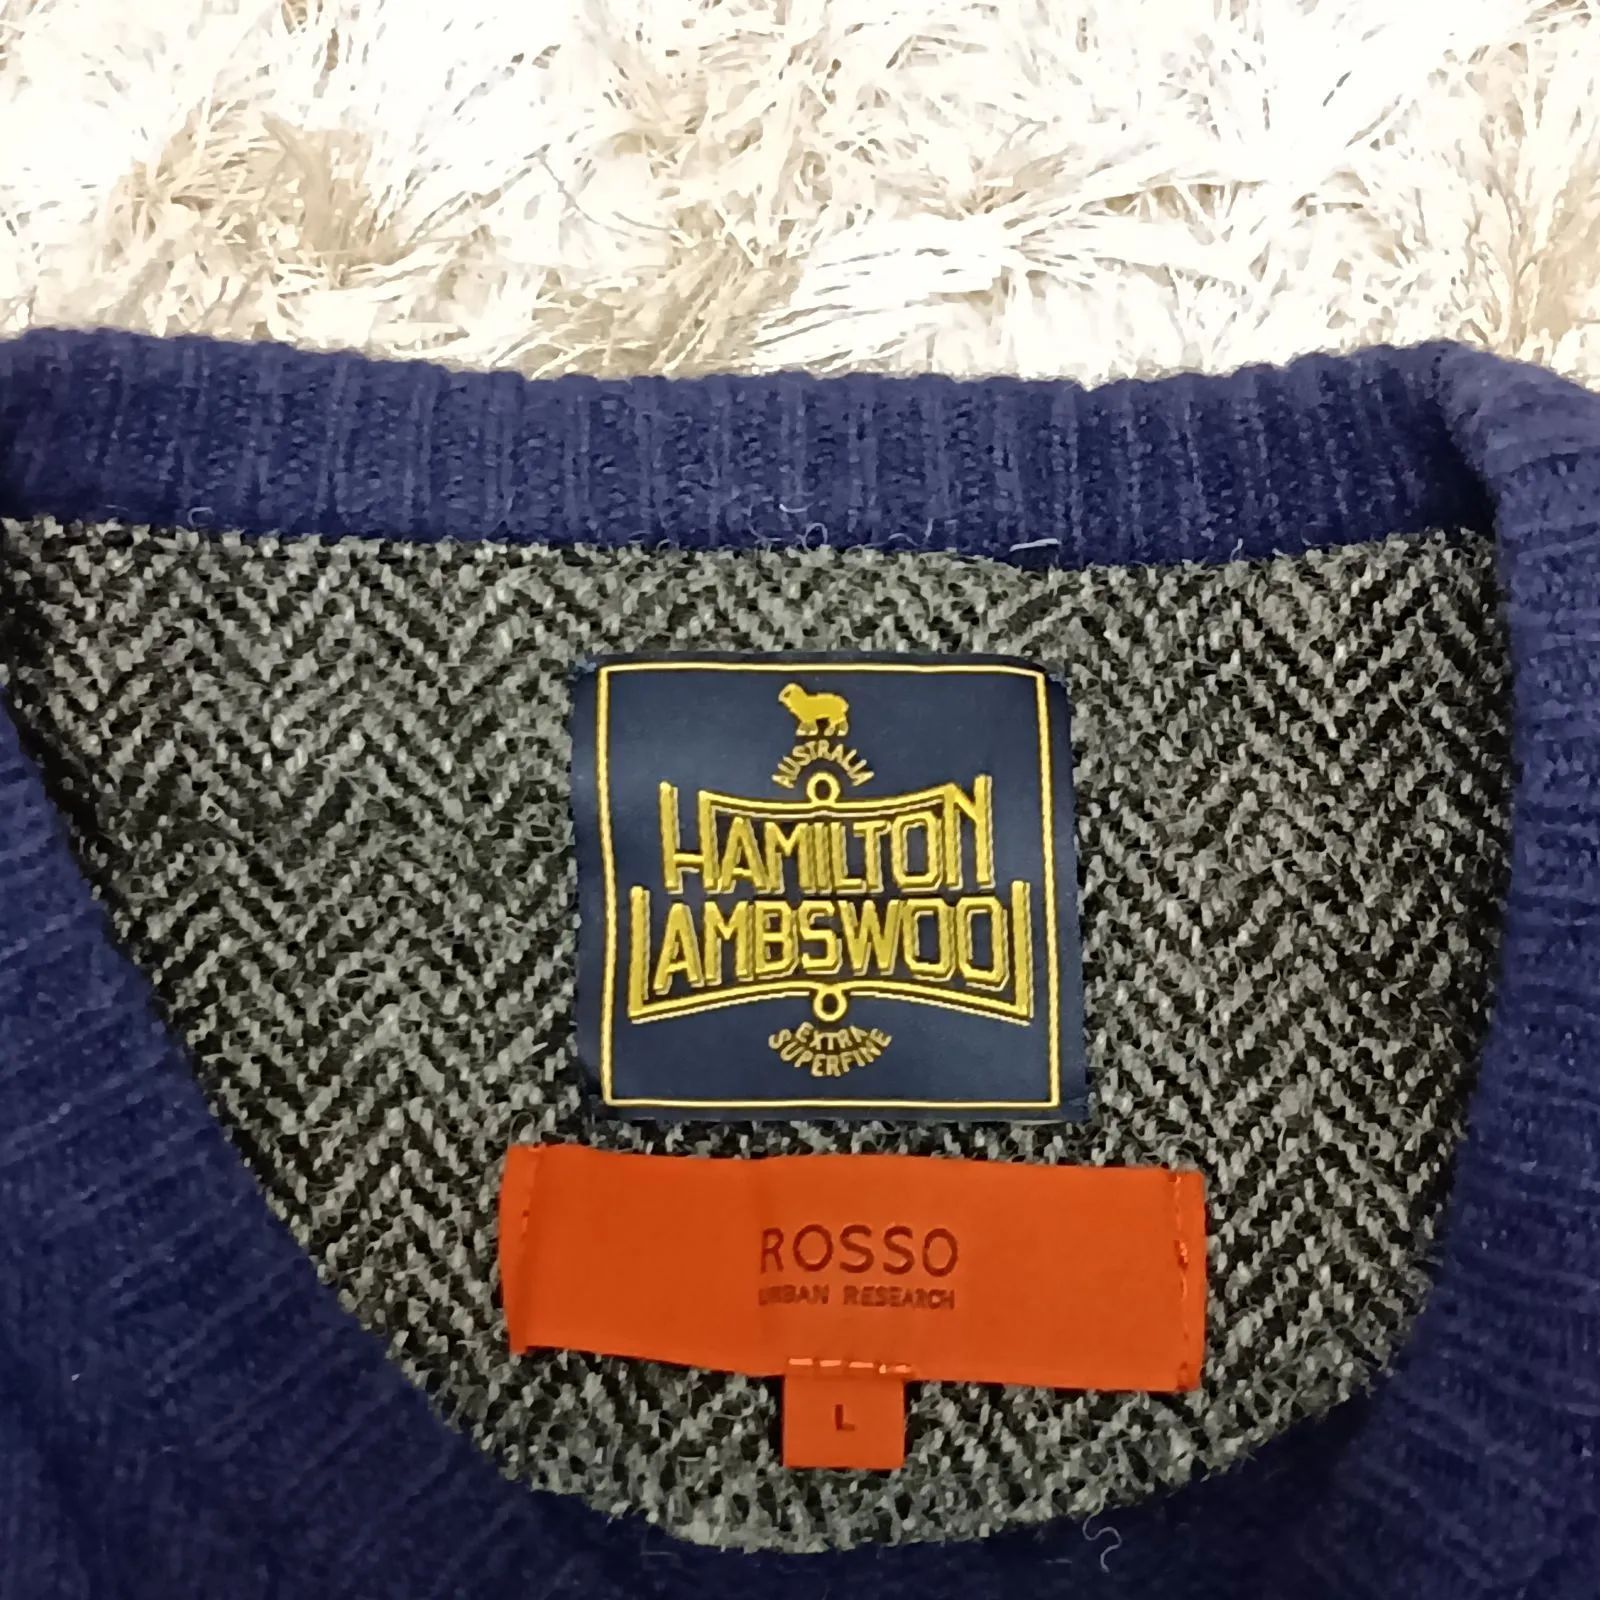 AUSTRALIA
HAMILTON
LAMBSWOOL
EXTRA
SUPERFINE
ROSSO
URBAN RESEARCH
L